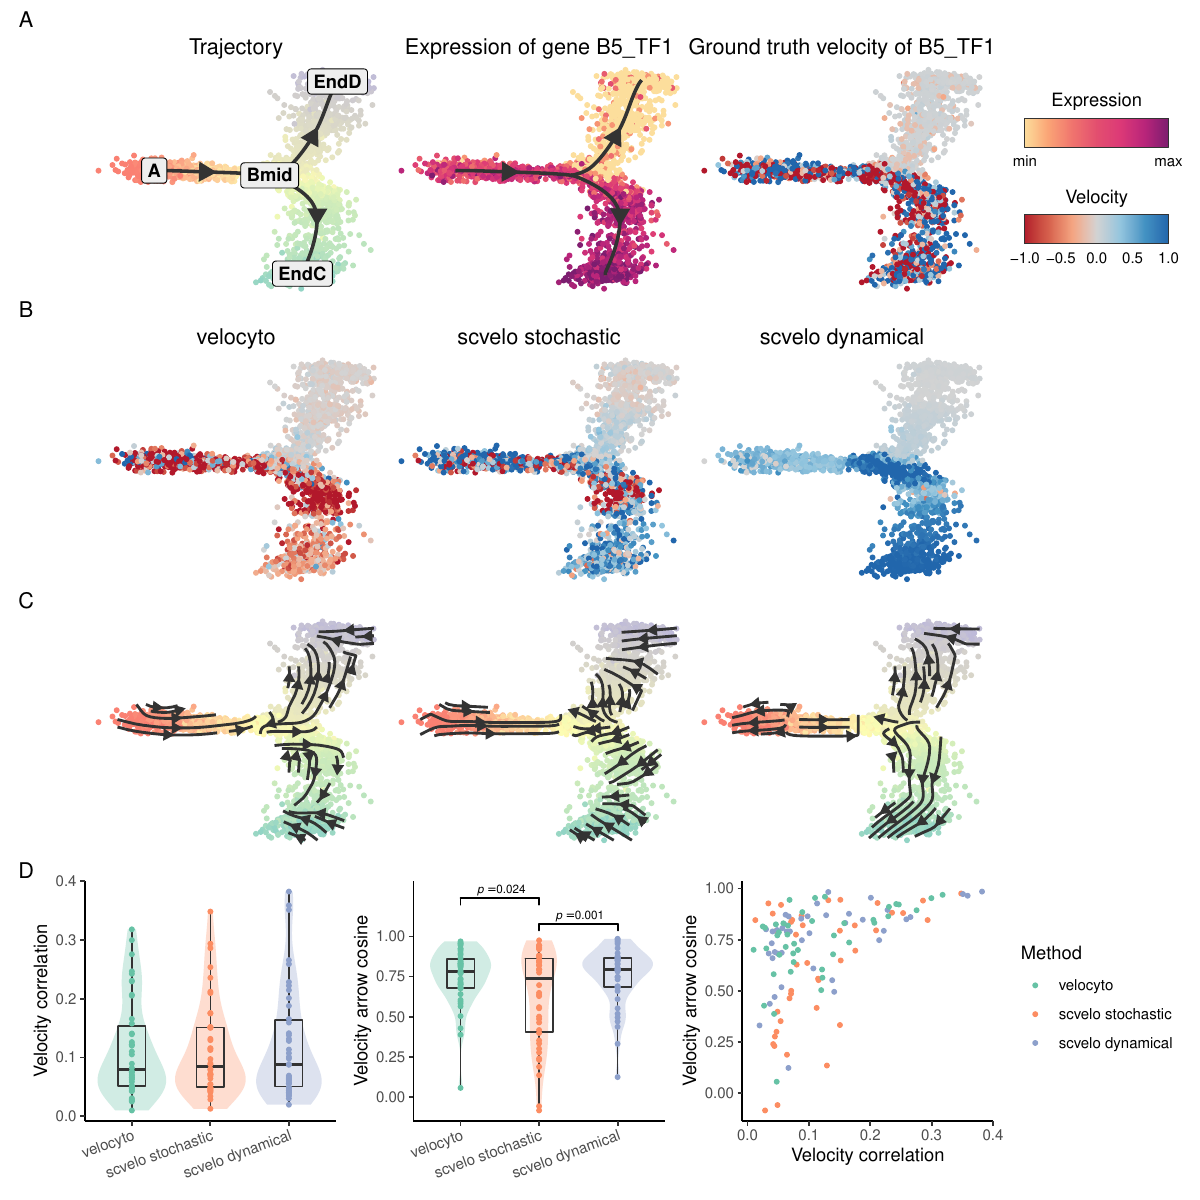 A
Trajectory
Expression of gene B5_TF1
Ground truth velocity of B5_TF1
EndD
A
Bmid
EndC
Expression
min
max
Velocity
−1.0 −0.5 0.0 0.5 1.0
B
velocyto
scvelo stochastic
scvelo dynamical
C
D
Velocity correlation
0.4
0.3
0.2
0.1
0.0
velocyto
scvelo stochastic
scvelo dynamical
Velocity arrow cosine
1.00
0.75
0.50
0.25
0.00
p =0.024
p =0.001
velocyto
scvelo stochastic
scvelo dynamical
Velocity arrow cosine
1.00
0.75
0.50
0.25
0.00
0.0 0.1 0.2 0.3 0.4
Velocity correlation
Method
velocyto
scvelo stochastic
scvelo dynamical